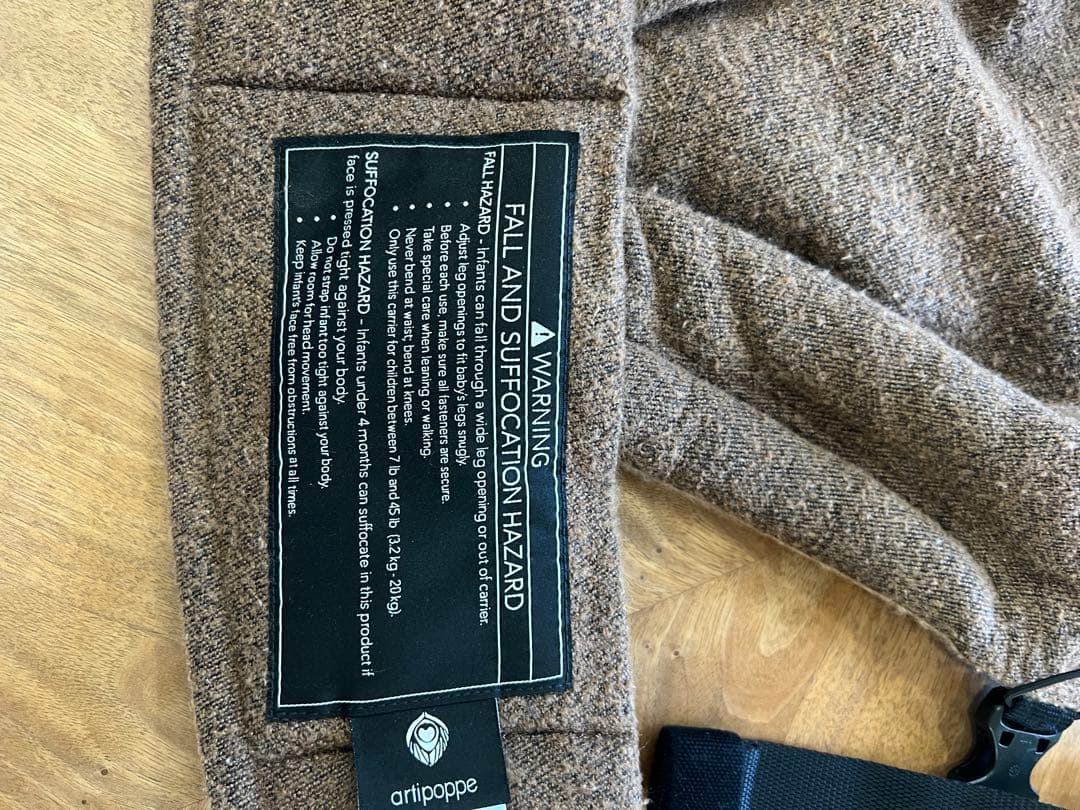 ⚠ WARNING
FALL AND SUFFOCATION HAZARD
FALL HAZARD - Infants can fall through a wide leg opening or out of carrier.
• Adjust leg openings to fit baby's legs snugly.
• Before each use, make sure all fasteners are secure.
• Take special care when leaning or walking.
• Never bend at waist; bend at knees.
• Only use this carrier for children between 7 lb and 45 lb (3.2 kg - 20 kg).
SUFFOCATION HAZARD - Infants under 4 months can suffocate in this product if
face is pressed tight against your body.
• Do not strap infant too tight against your body.
• Allow room for head movement.
• Keep infant's face free from obstructions at all times.
artipoppe